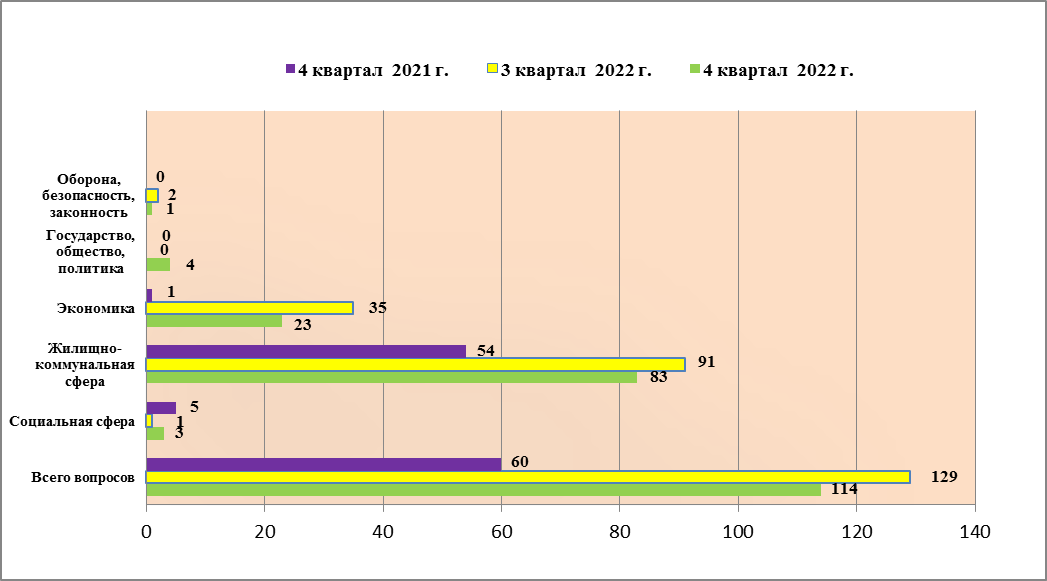 4 квартал 2021 г. 3 квартал 2022 г. 4 квартал 2022 г.
Оборона,
безопасность,
законность
0
2
1
Государство,
общество,
политика
0
0
4
Экономика
1
35
23
Жилищно-
коммунальная
сфера
54
91
83
Социальная сфера
5
1
3
Всего вопросов
60
129
114
0 20 40 60 80 100 120 140